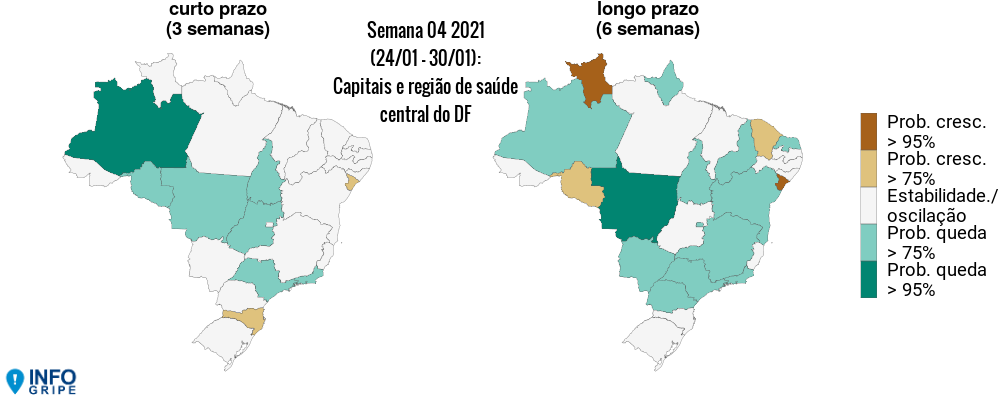 curto prazo
(3 semanas)
Semana 04 2021
(24/01 - 30/01):
Capitais e região de saúde
central do DF
longo prazo
(6 semanas)
Prob. cresc.
> 95%
Prob. cresc.
> 75%
Estabilidade./
oscilação
Prob. queda
> 75%
Prob. queda
> 95%
INFO
GRIPE